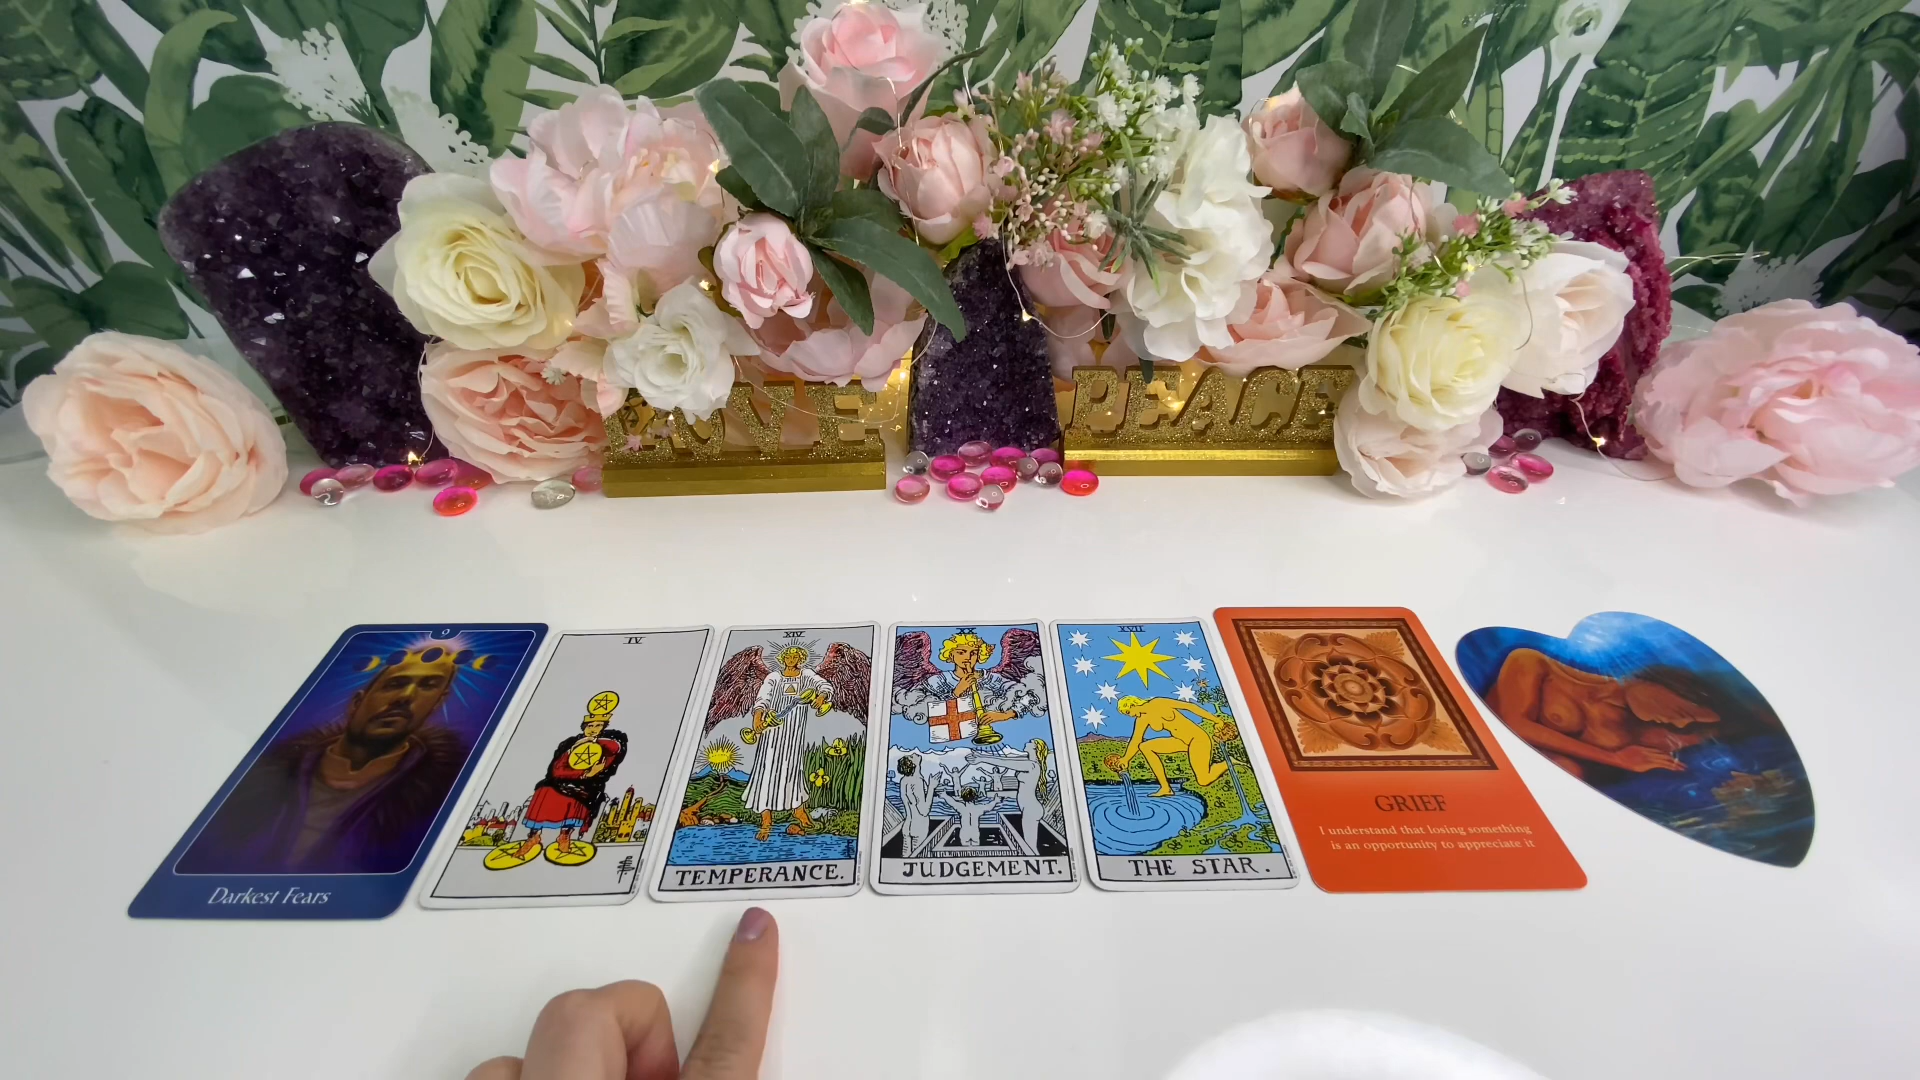 LOVE
PEACE
0
Darkest Fears
IV
XIV
TEMPERANCE.
XX
JUDGEMENT.
XVII
THE STAR.
GRIEF
I understand that losing something
is an opportunity to appreciate it